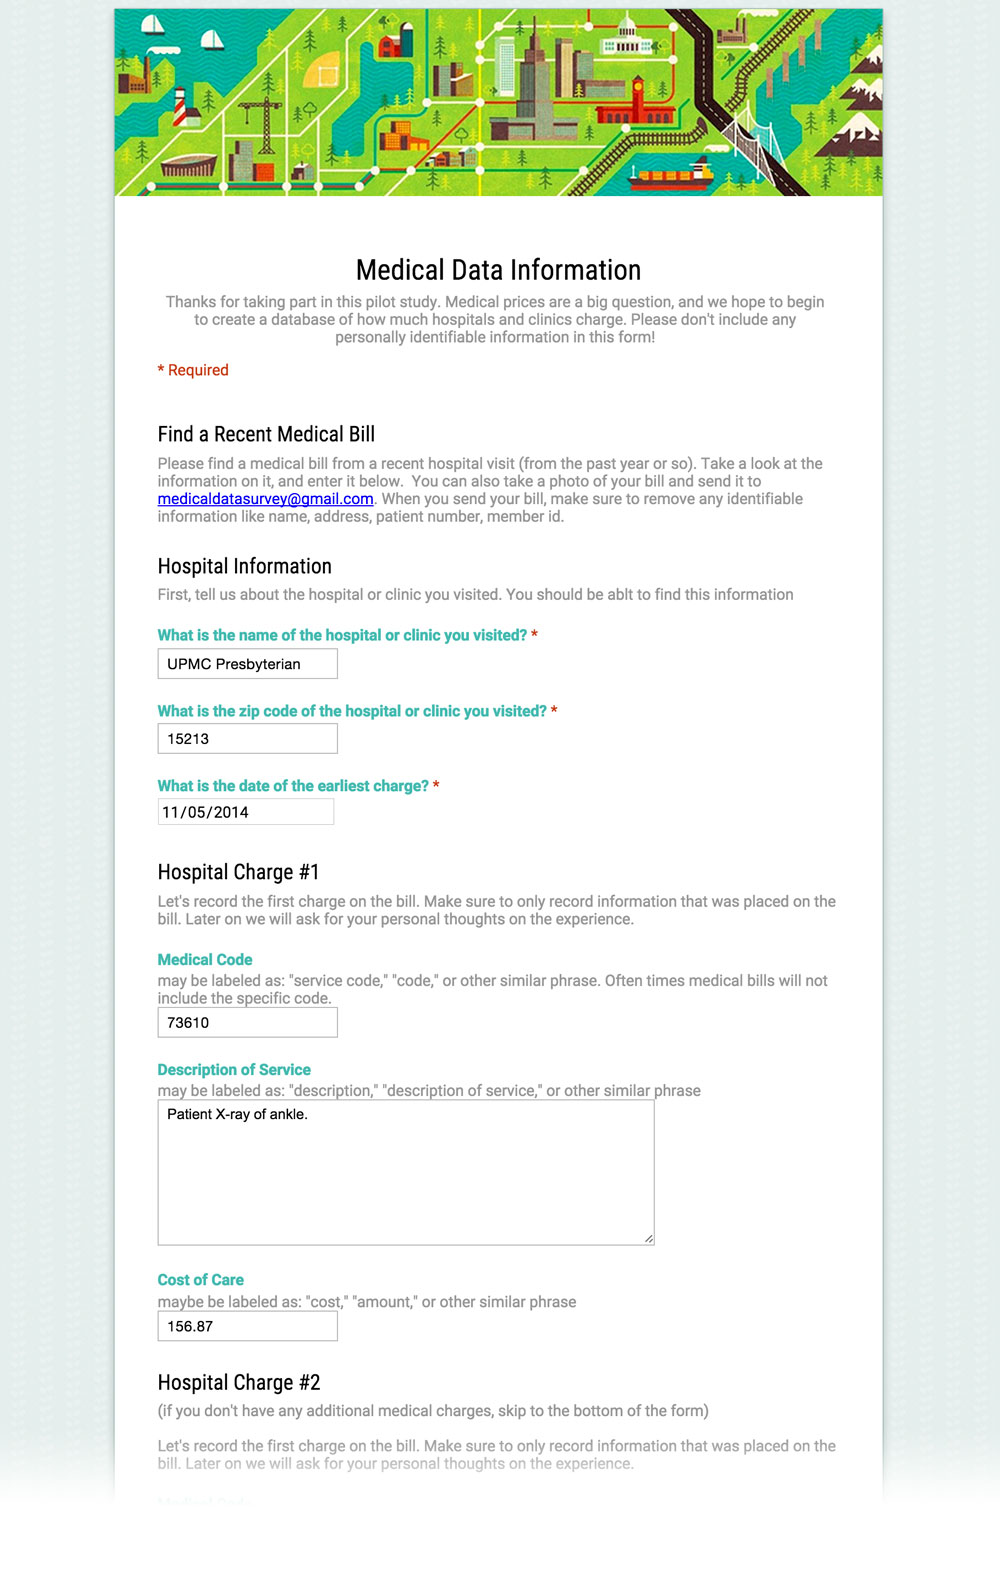 Medical Data Information
Thanks for taking part in this pilot study. Medical prices are a big question, and we hope to begin
to create a database of how much hospitals and clinics charge. Please don't include any
personally identifiable information in this form!
* Required
Find a Recent Medical Bill
Please find a medical bill from a recent hospital visit (from the past year or so). Take a look at the
information on it, and enter it below.  You can also take a photo of your bill and send it to
medicaldatasurvey@gmail.com. When you send your bill, make sure to remove any identifiable
information like name, address, patient number, member id.
Hospital Information
First, tell us about the hospital or clinic you visited. You should be ablt to find this information
What is the name of the hospital or clinic you visited? *
UPMC Presbyterian
What is the zip code of the hospital or clinic you visited? *
15213
What is the date of the earliest charge? *
11/05/2014
Hospital Charge #1
Let's record the first charge on the bill. Make sure to only record information that was placed on the
bill. Later on we will ask for your personal thoughts on the experience.
Medical Code
may be labeled as: "service code," "code," or other similar phrase. Often times medical bills will not
include the specific code.
73610
Description of Service
may be labeled as: "description," "description of service," or other similar phrase
Patient X-ray of ankle.
Cost of Care
maybe be labeled as: "cost," "amount," or other similar phrase
156.87
Hospital Charge #2
(if you don't have any additional medical charges, skip to the bottom of the form)
Let's record the first charge on the bill. Make sure to only record information that was placed on the
bill. Later on we will ask for your personal thoughts on the experience.
Medical Code